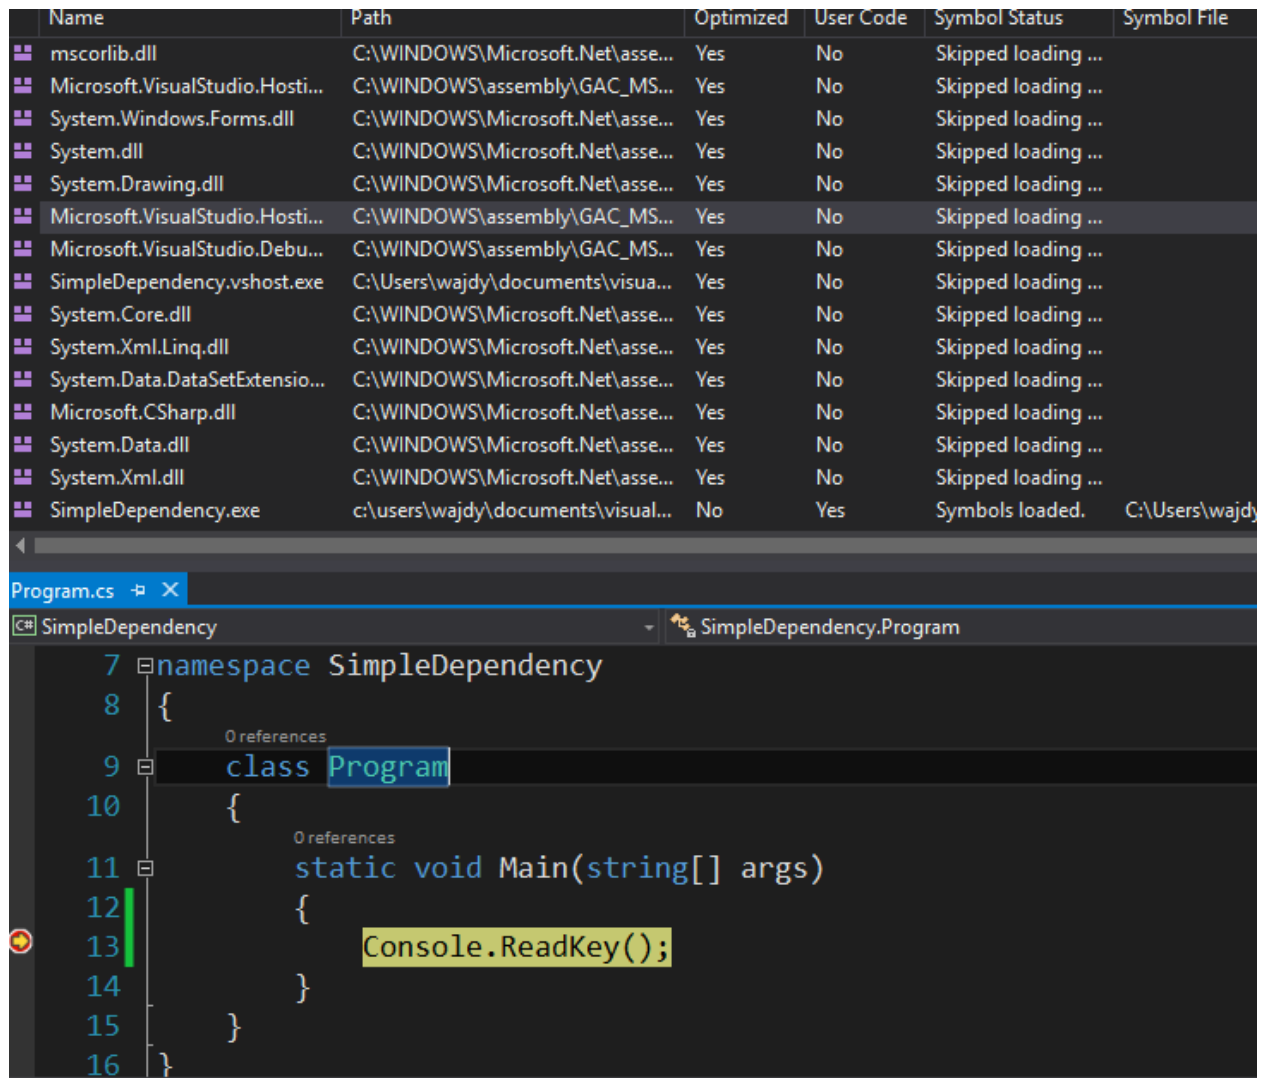 Name Path Optimized User Code Symbol Status Symbol File
mscorlib.dll C:\WINDOWS\Microsoft.Net\asse... Yes No Skipped loading ...
Microsoft.VisualStudio.Hosti... C:\WINDOWS\assembly\GAC_MS... Yes No Skipped loading ...
System.Windows.Forms.dll C:\WINDOWS\Microsoft.Net\asse... Yes No Skipped loading ...
System.dll C:\WINDOWS\Microsoft.Net\asse... Yes No Skipped loading ...
System.Drawing.dll C:\WINDOWS\Microsoft.Net\asse... Yes No Skipped loading ...
Microsoft.VisualStudio.Hosti... C:\WINDOWS\assembly\GAC_MS... Yes No Skipped loading ...
Microsoft.VisualStudio.Debu... C:\WINDOWS\assembly\GAC_MS... Yes No Skipped loading ...
SimpleDependency.vshost.exe C:\Users\wajdy\documents\visua... Yes No Skipped loading ...
System.Core.dll C:\WINDOWS\Microsoft.Net\asse... Yes No Skipped loading ...
System.Xml.Linq.dll C:\WINDOWS\Microsoft.Net\asse... Yes No Skipped loading ...
System.Data.DataSetExtensio... C:\WINDOWS\Microsoft.Net\asse... Yes No Skipped loading ...
Microsoft.CSharp.dll C:\WINDOWS\Microsoft.Net\asse... Yes No Skipped loading ...
System.Data.dll C:\WINDOWS\Microsoft.Net\asse... Yes No Skipped loading ...
System.Xml.dll C:\WINDOWS\Microsoft.Net\asse... Yes No Skipped loading ...
SimpleDependency.exe c:\users\wajdy\documents\visual... No Yes Symbols loaded. C:\Users\wajdy
Program.cs
C# SimpleDependency SimpleDependency.Program
7 namespace SimpleDependency
8 {
0 references
9 class Program
10 {
0 references
11 static void Main(string[] args)
12 {
13 Console.ReadKey();
14 }
15 }
16 }